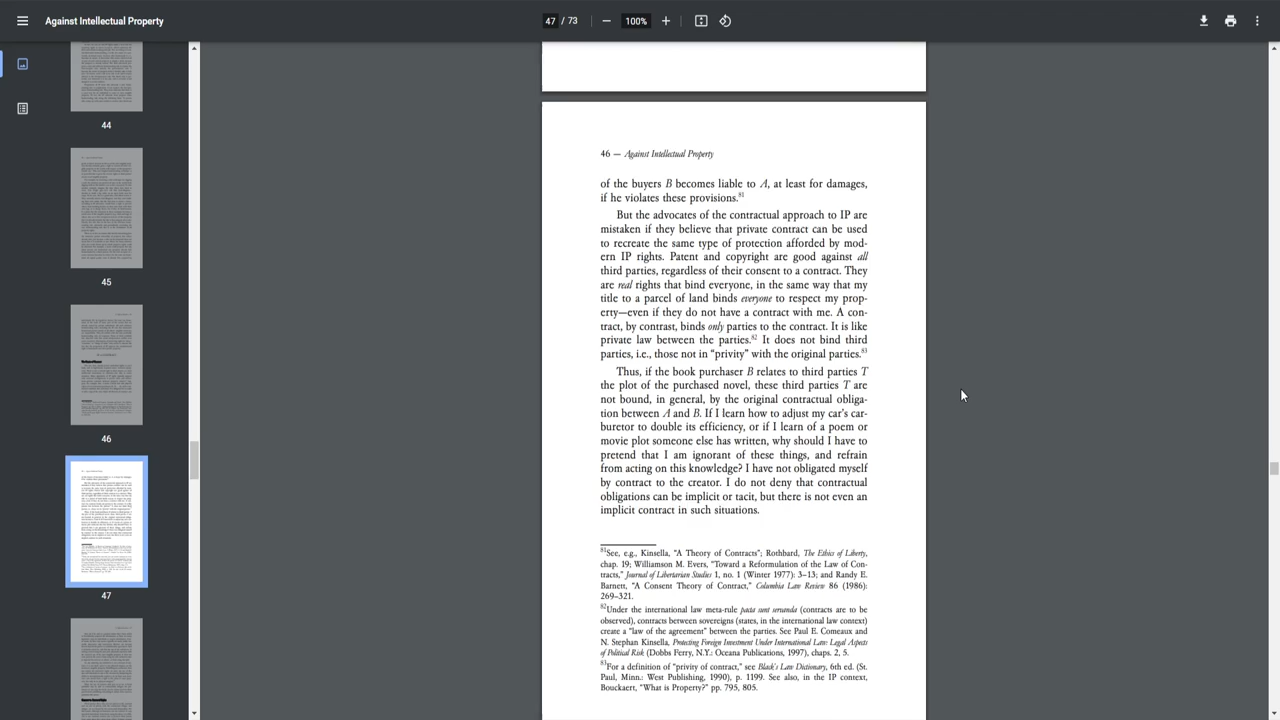 Against Intellectual Property
47 / 73
100%
44
45
46
47
46 — Against Intellectual Property
of the buyers B becomes liable to A, at least for damages,
if he violates these provisions.81
But the advocates of the contractual approach to IP are
mistaken if they believe that private contract can be used
to recreate the same type of protection afforded by mod-
ern IP rights. Patent and copyright are good against all
third parties, regardless of their consent to a contract. They
are real rights that bind everyone, in the same way that my
title to a parcel of land binds everyone to respect my prop-
erty—even if they do not have a contract with me. A con-
tract, by contrast, binds only parties to the contract. It is like
private law between the parties.82 It does not bind third
parties, i.e., those not in “privity” with the original parties.83
Thus, if the book purchaser B relates to third parties T
the plot of the purchased novel, these third parties T are
not bound, in general, by the original contractual obliga-
tion between A and B. If I learn how to adjust my car’s car-
buretor to double its efficiency, or if I learn of a poem or
movie plot someone else has written, why should I have to
pretend that I am ignorant of these things, and refrain
from acting on this knowledge? I have not obligated myself
by contract to the creator. I do not deny that contractual
obligations can be implicit or tacit, but there is not even an
implicit contract in such situations.
81See, e.g., Kinsella, “A Theory of Contracts”; Rothbard, The Ethics of Liberty,
chap. 19; Williamson M. Evers, “Toward a Reformulation of the Law of Con-
tracts,” Journal of Libertarian Studies 1, no. 1 (Winter 1977): 3–13; and Randy E.
Barnett, “A Consent Theory of Contract,” Columbia Law Review 86 (1986):
269–321.
82Under the international law meta-rule pacta sunt servanda (contracts are to be
observed), contracts between sovereigns (states, in the international law context)
create a “law of the agreement” between the parties. See Paul E. Comeaux and
N. Stephan Kinsella, Protecting Foreign Investment Under International Law: Legal Aspects
of Political Risk (Dobbs Ferry, N.Y.: Oceana Publications, 1997), chaps. 2, 5.
83For a definition of “privity of contract,” see Black’s Law Dictionary, 6th ed. (St.
Paul, Minn.: West Publishing, 1990), p. 1199. See also, in the IP context,
Bouckaert, “What is Property?” pp. 795, 805.